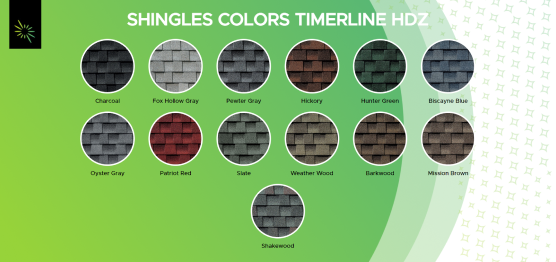 SHINGLES COLORS TIMERLINE HDZ
Charcoal
Fox Hollow Gray
Pewter Gray
Hickory
Hunter Green
Biscayne Blue
Oyster Gray
Patriot Red
Slate
Weather Wood
Barkwood
Mission Brown
Shakewood